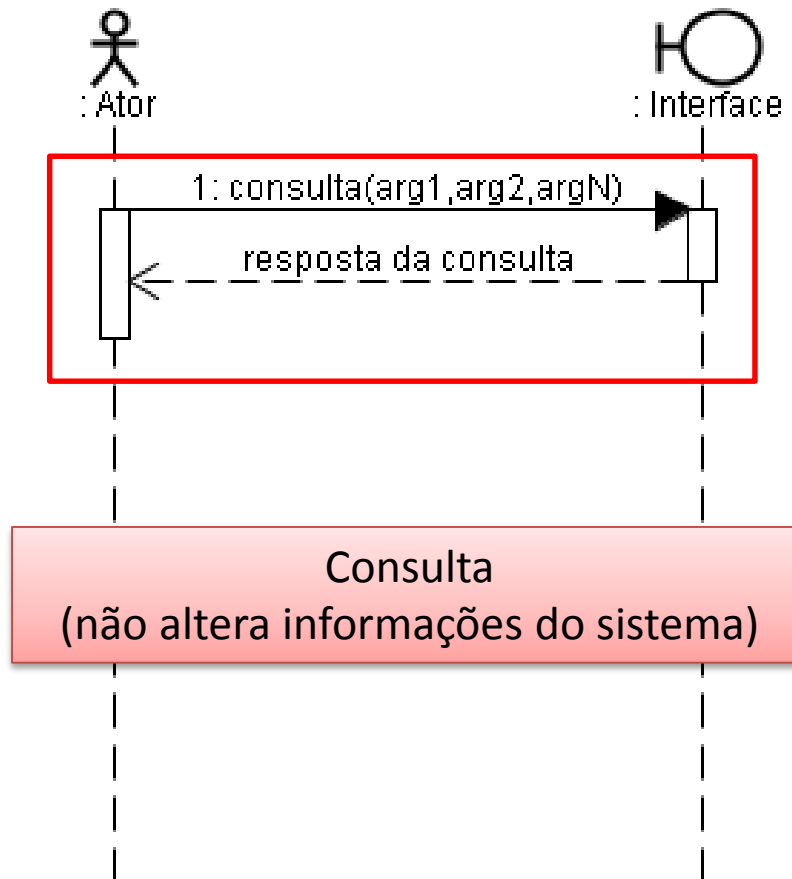 : Ator
: Interface
1: consulta(arg1,arg2,argN)
resposta da consulta
Consulta
(não altera informações do sistema)